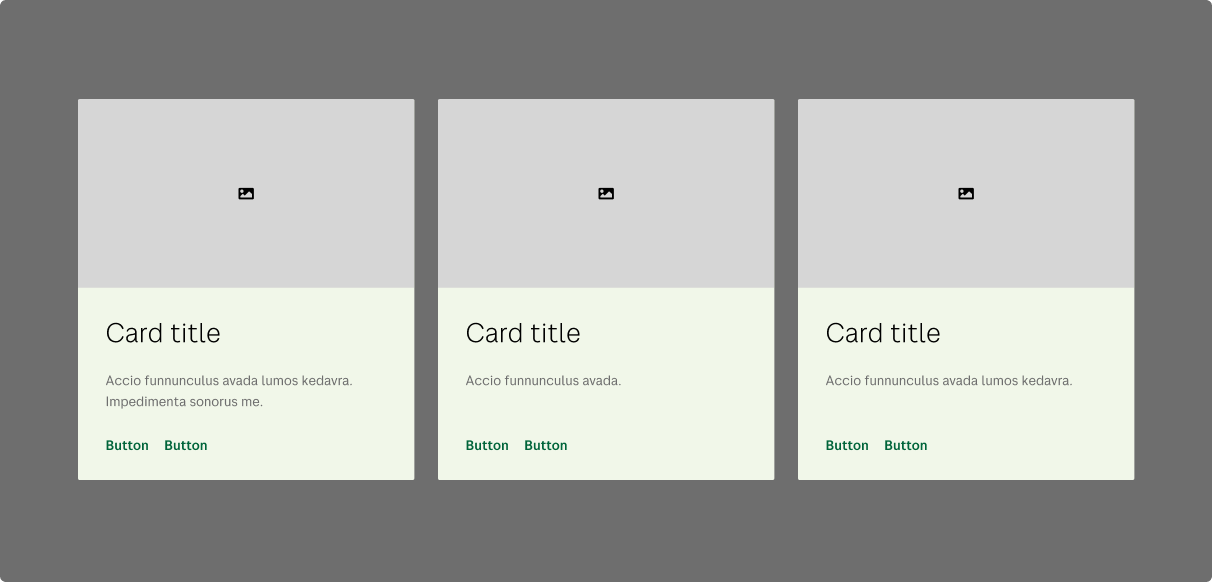 Card title
Accio funnunculus avada lumos kedavra.
Impedimenta sonorus me.
Button Button
Card title
Accio funnunculus avada.
Button Button
Card title
Accio funnunculus avada lumos kedavra.
Button Button